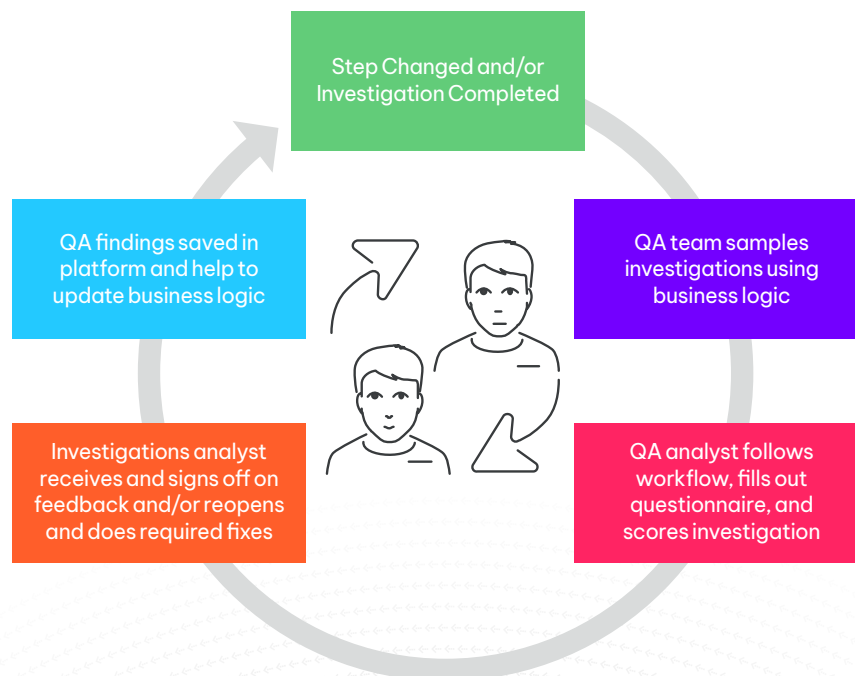 Step Changed and/or
Investigation Completed
QA team samples
investigations using
business logic
QA analyst follows
workflow, fills out
questionnaire, and
scores investigation
Investigations analyst
receives and signs off on
feedback and/or reopens
and does required fixes
QA findings saved in
platform and help to
update business logic